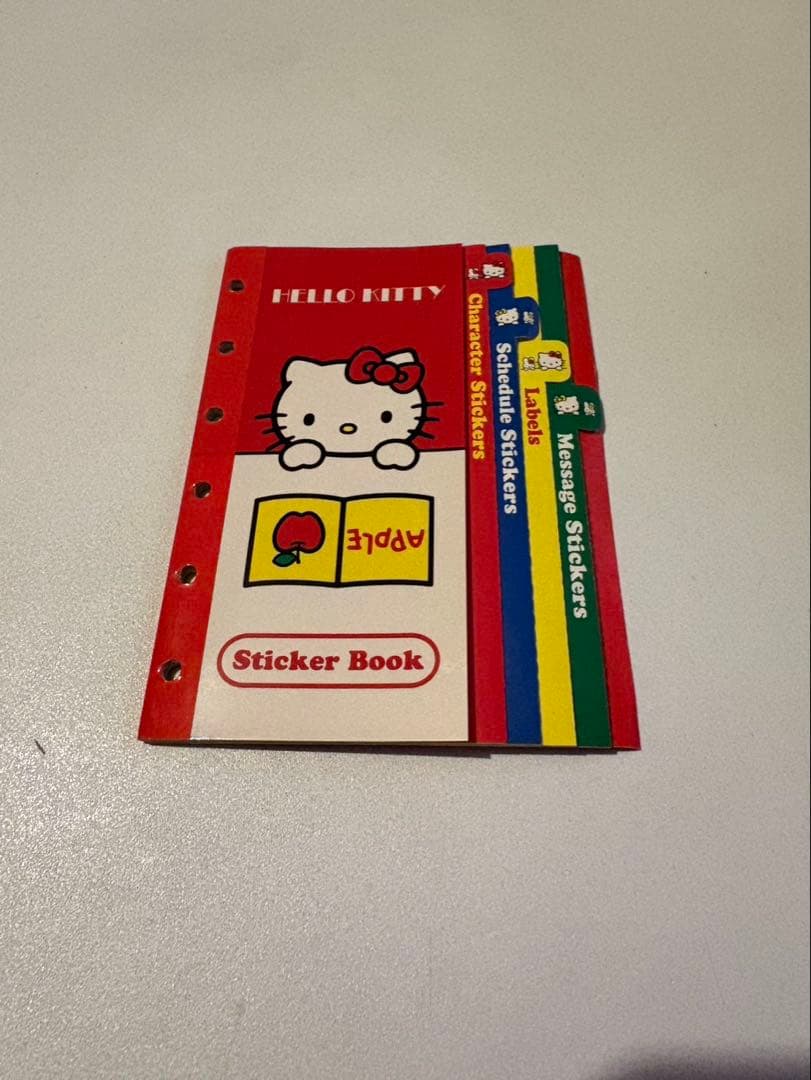 HELLO KITTY
APPLE
Sticker Book
Character Stickers
Schedule Stickers
Labels
Message Stickers